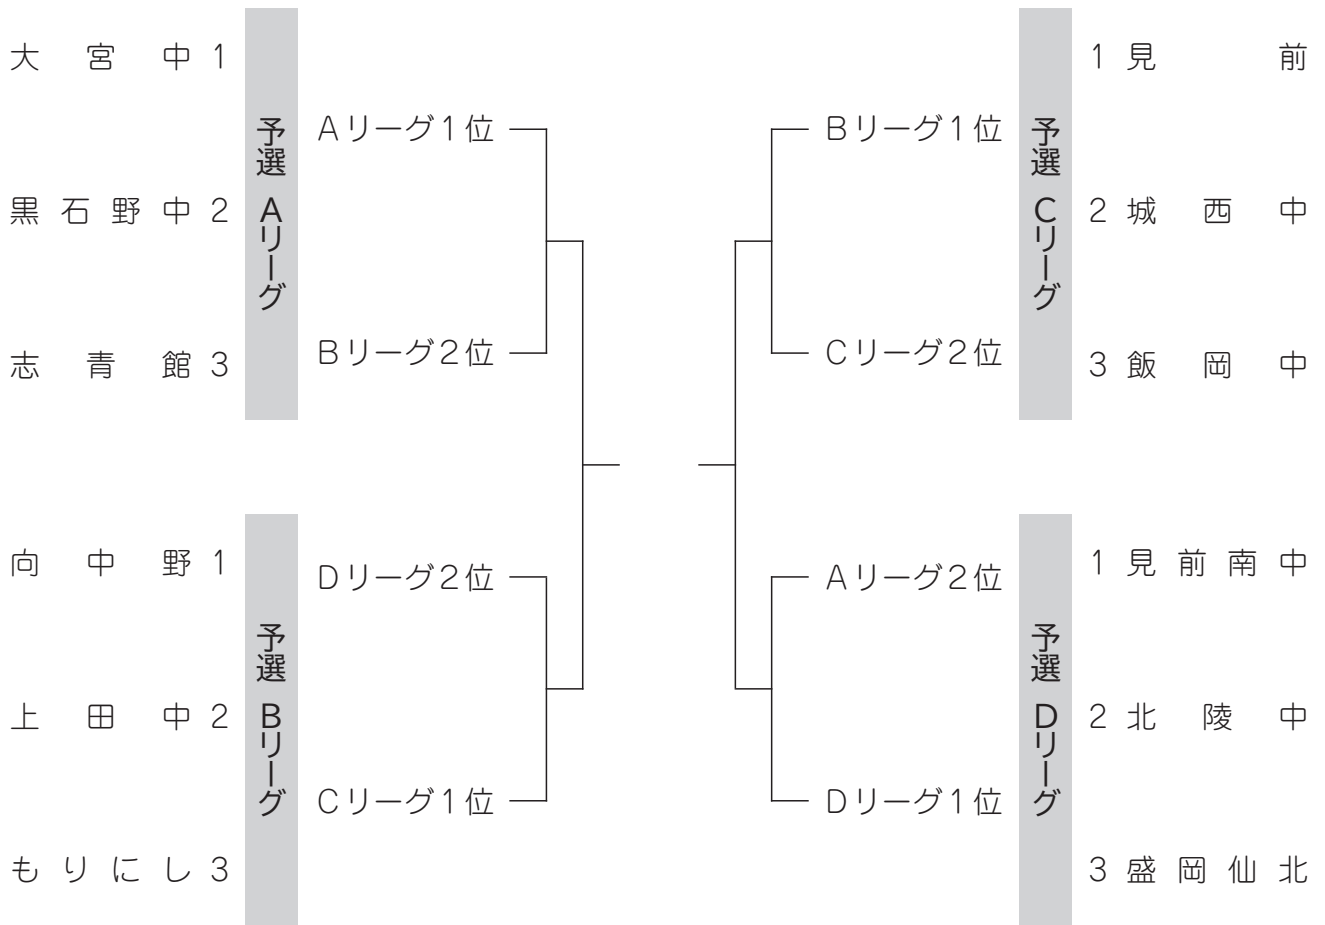 大宮中 1
黒石野中 2
志青館 3
予選 Aリーグ
向中野 1
上田中 2
もりにし 3
予選 Bリーグ
Aリーグ1位
Bリーグ2位
Dリーグ2位
Cリーグ1位
Bリーグ1位
Cリーグ2位
Aリーグ2位
Dリーグ1位
予選 Cリーグ
1 見前
2 城西中
3 飯岡中
予選 Dリーグ
1 見前南中
2 北陵中
3 盛岡仙北